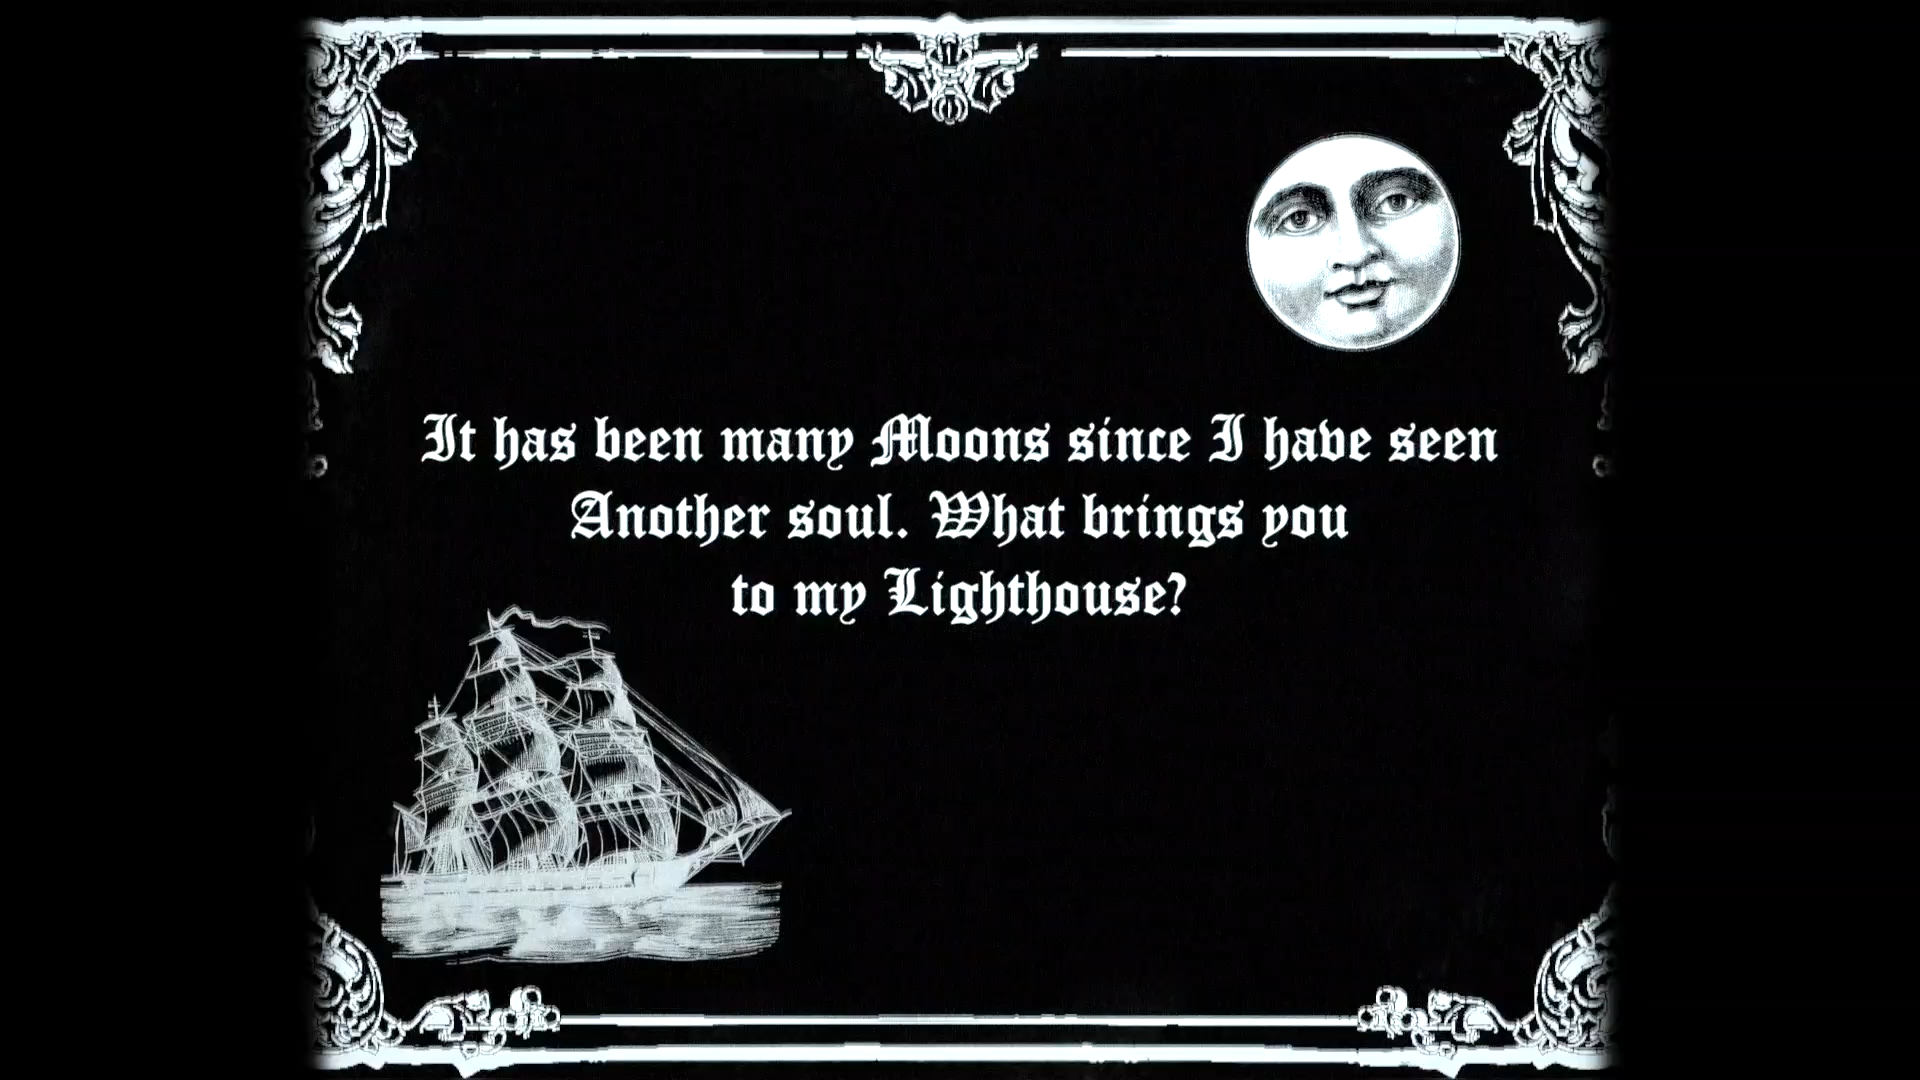 It has been many Moons since I have seen
Another soul. What brings you
to my Lighthouse?